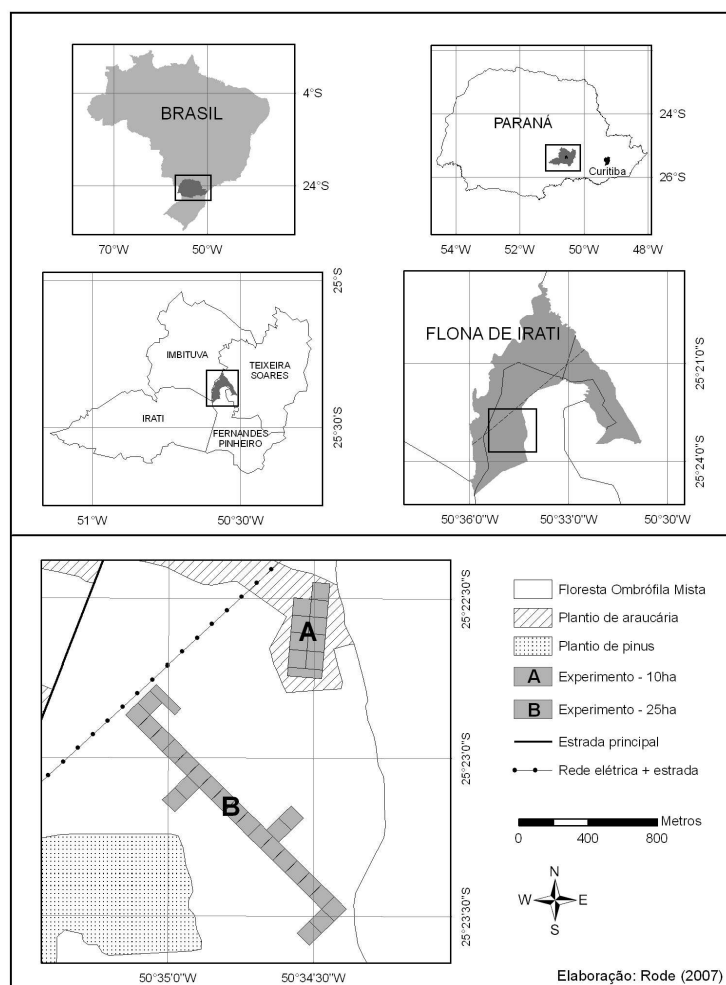 BRASIL
4°S
24°S
70°W
50°W
PARANÁ
Curitiba
24°S
26°S
54°W
52°W
50°W
48°W
IMBITUVA
TEIXEIRA
SOARES
IRATI
FERNANDES
PINHEIRO
25°S
25°30'S
51°W
50°30'W
FLONA DE IRATI
25°21'0"S
25°24'0"S
50°36'0"W
50°33'0"W
50°30'W
A
B
25°22'30"S
25°23'0"S
25°23'30"S
50°35'0"W
50°34'30"W
Floresta Ombrófila Mista
Plantio de araucária
Plantio de pinus
A Experimento - 10ha
B Experimento - 25ha
Estrada principal
Rede elétrica + estrada
Metros
0 400 800
N
W E
S
Elaboração: Rode (2007)